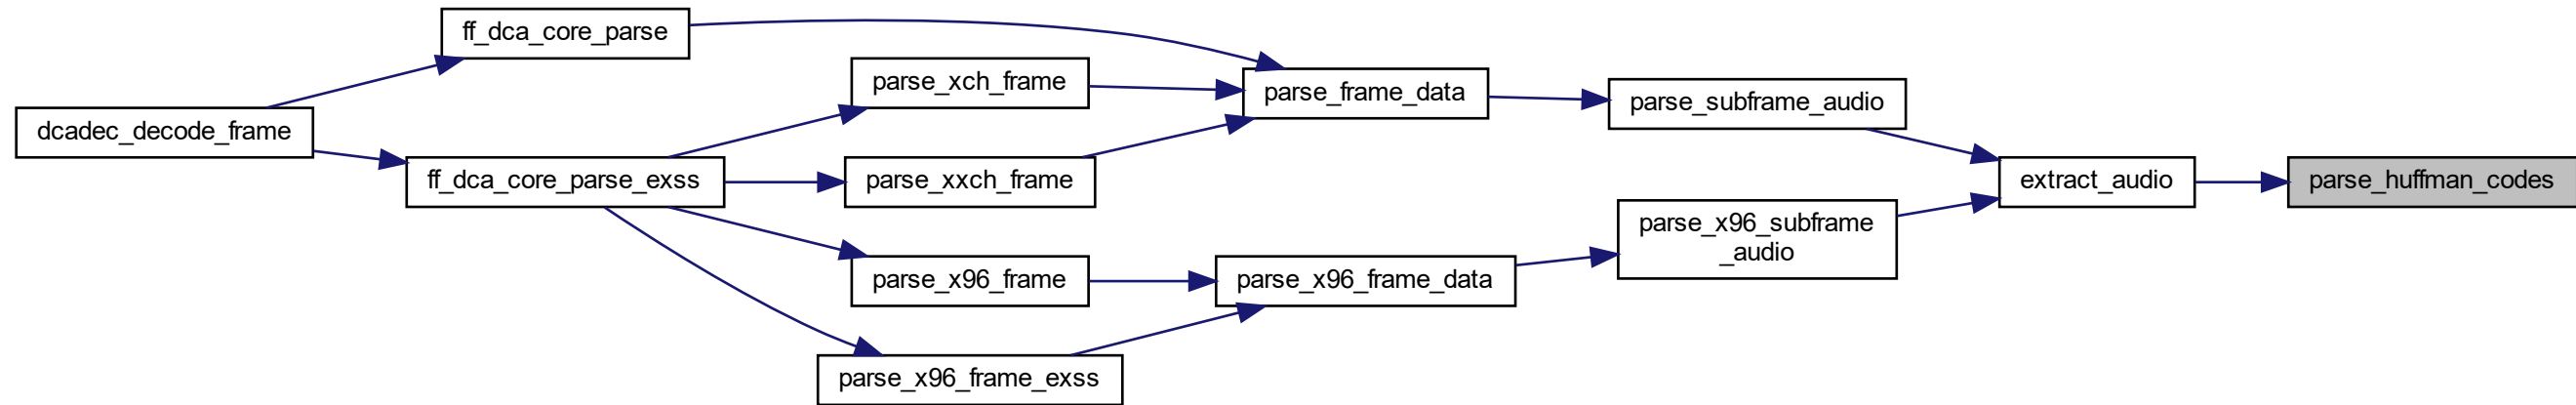 ff_dca_core_parse
parse_xch_frame
parse_frame_data
parse_subframe_audio
dcadec_decode_frame
ff_dca_core_parse_exss
parse_xxch_frame
extract_audio
parse_huffman_codes
parse_x96_subframe
_audio
parse_x96_frame
parse_x96_frame_data
parse_x96_frame_exss